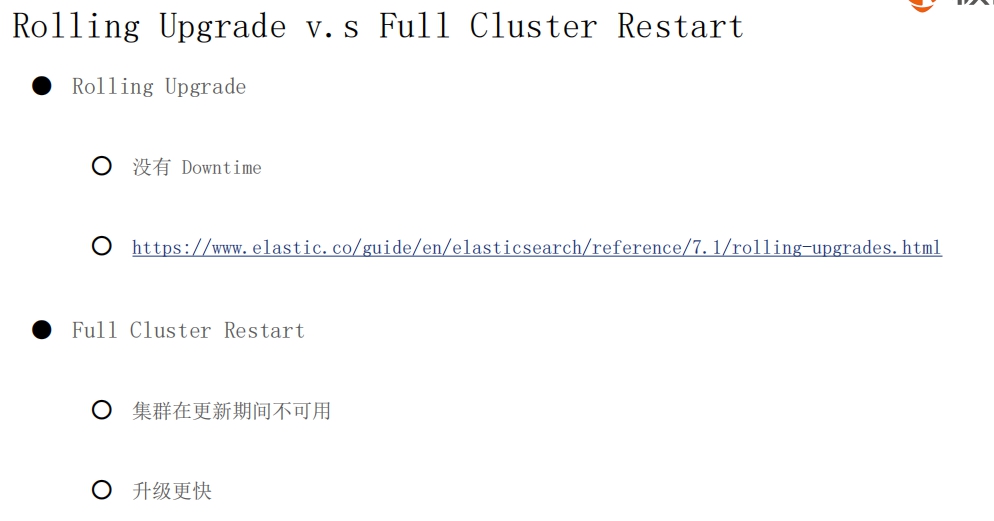 Rolling Upgrade v.s Full Cluster Restart
Rolling Upgrade
没有 Downtime
https://www.elastic.co/guide/en/elasticsearch/reference/7.1/rolling-upgrades.html
Full Cluster Restart
集群在更新期间不可用
升级更快